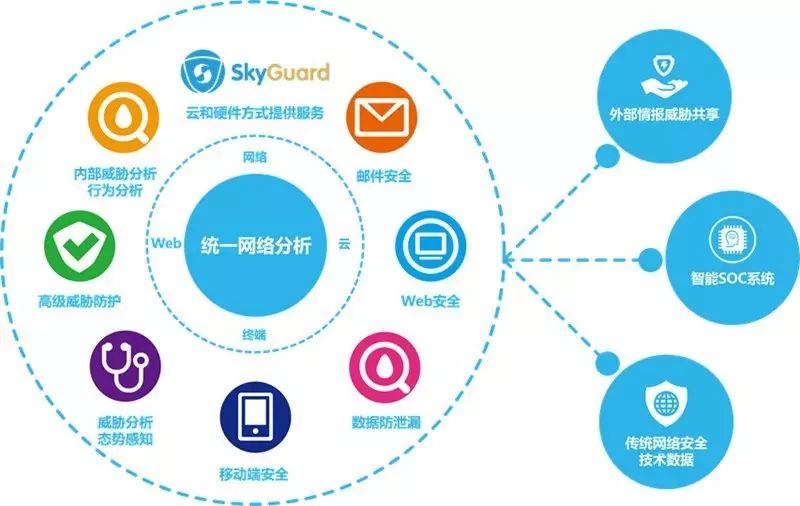 SkyGuard
云和硬件方式提供服务
内部威胁分析
行为分析
邮件安全
网络
Web
统一网络分析
云
终端
高级威胁防护
Web安全
威胁分析
态势感知
移动端安全
数据防泄漏
外部情报威胁共享
智能SOC系统
传统网络安全
技术数据